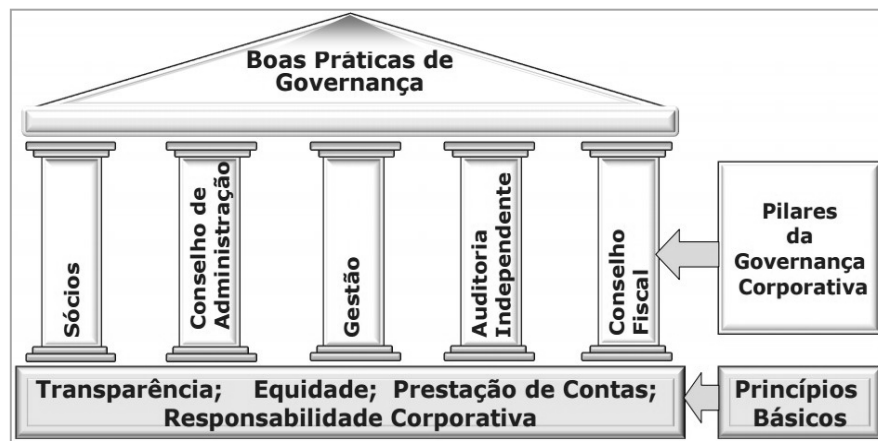 Boas Práticas de
Governança
Sócios
Conselho de
Administração
Gestão
Auditoria
Independente
Conselho
Fiscal
Pilares
da
Governança
Corporativa
Transparência; Equidade; Prestação de Contas;
Responsabilidade Corporativa
Princípios
Básicos